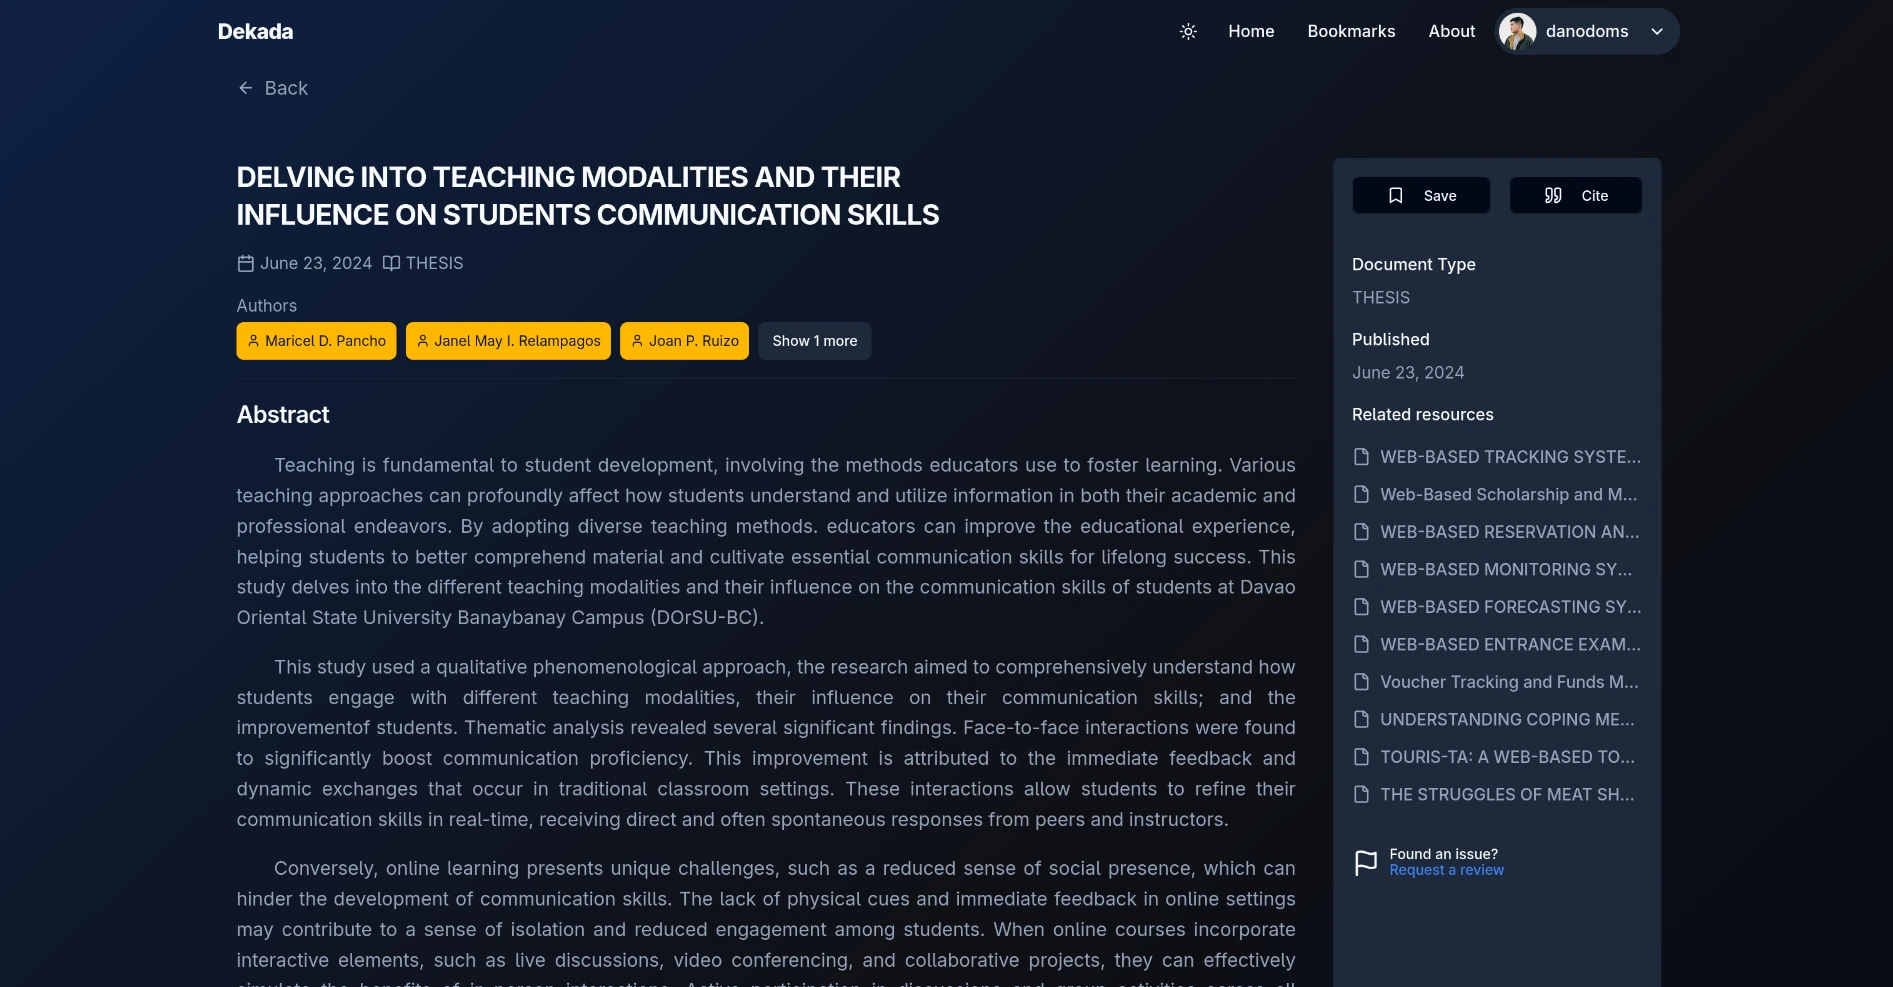 Dekada
Home
Bookmarks
About
danodoms
Back
DELVING INTO TEACHING MODALITIES AND THEIR
INFLUENCE ON STUDENTS COMMUNICATION SKILLS
June 23, 2024
THESIS
Authors
Maricel D. Pancho
Janel May I. Relampagos
Joan P. Ruizo
Show 1 more
Abstract
Teaching is fundamental to student development, involving the methods educators use to foster learning. Various
teaching approaches can profoundly affect how students understand and utilize information in both their academic and
professional endeavors. By adopting diverse teaching methods. educators can improve the educational experience,
helping students to better comprehend material and cultivate essential communication skills for lifelong success. This
study delves into the different teaching modalities and their influence on the communication skills of students at Davao
Oriental State University Banaybanay Campus (DOrSU-BC).
This study used a qualitative phenomenological approach, the research aimed to comprehensively understand how
students engage with different teaching modalities, their influence on their communication skills; and the
improvementof students. Thematic analysis revealed several significant findings. Face-to-face interactions were found
to significantly boost communication proficiency. This improvement is attributed to the immediate feedback and
dynamic exchanges that occur in traditional classroom settings. These interactions allow students to refine their
communication skills in real-time, receiving direct and often spontaneous responses from peers and instructors.
Conversely, online learning presents unique challenges, such as a reduced sense of social presence, which can
hinder the development of communication skills. The lack of physical cues and immediate feedback in online settings
may contribute to a sense of isolation and reduced engagement among students. When online courses incorporate
interactive elements, such as live discussions, video conferencing, and collaborative projects, they can effectively
simulate the benefits of in-person interactions. Active participation in discussions and group activities across all
Save
Cite
Document Type
THESIS
Published
June 23, 2024
Related resources
WEB-BASED TRACKING SYSTE...
Web-Based Scholarship and M...
WEB-BASED RESERVATION AN...
WEB-BASED MONITORING SY...
WEB-BASED FORECASTING SY...
WEB-BASED ENTRANCE EXAM...
Voucher Tracking and Funds M...
UNDERSTANDING COPING ME...
TOURIS-TA: A WEB-BASED TO...
THE STRUGGLES OF MEAT SH...
Found an issue?
Request a review